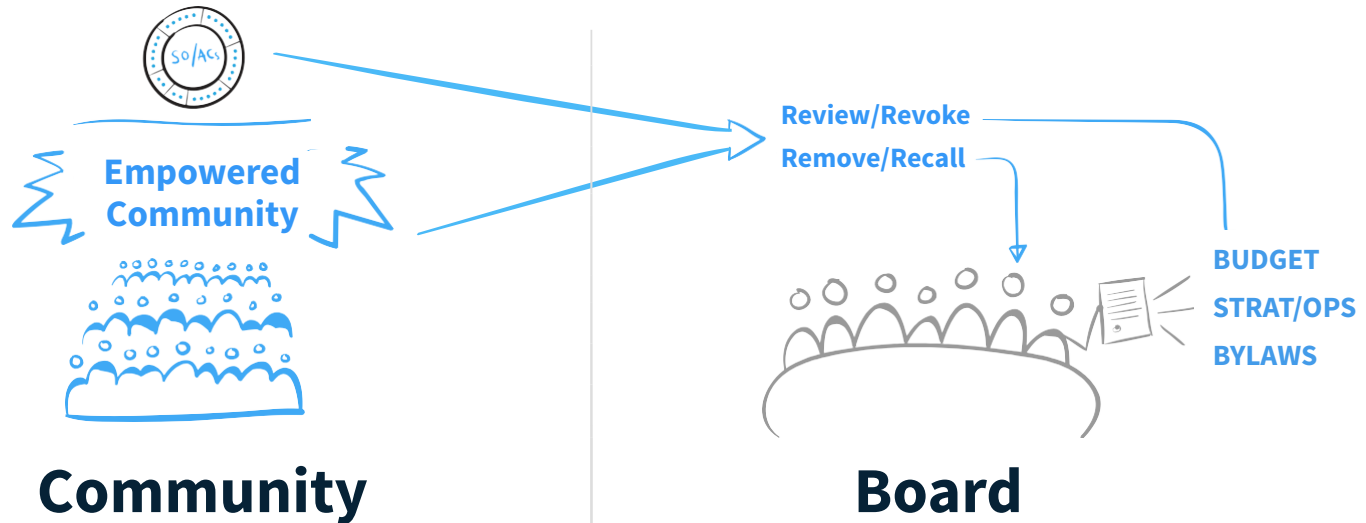 SO/ACs
Empowered
Community
Community
Review/Revoke
Remove/Recall
BUDGET
STRAT/OPS
BYLAWS
Board